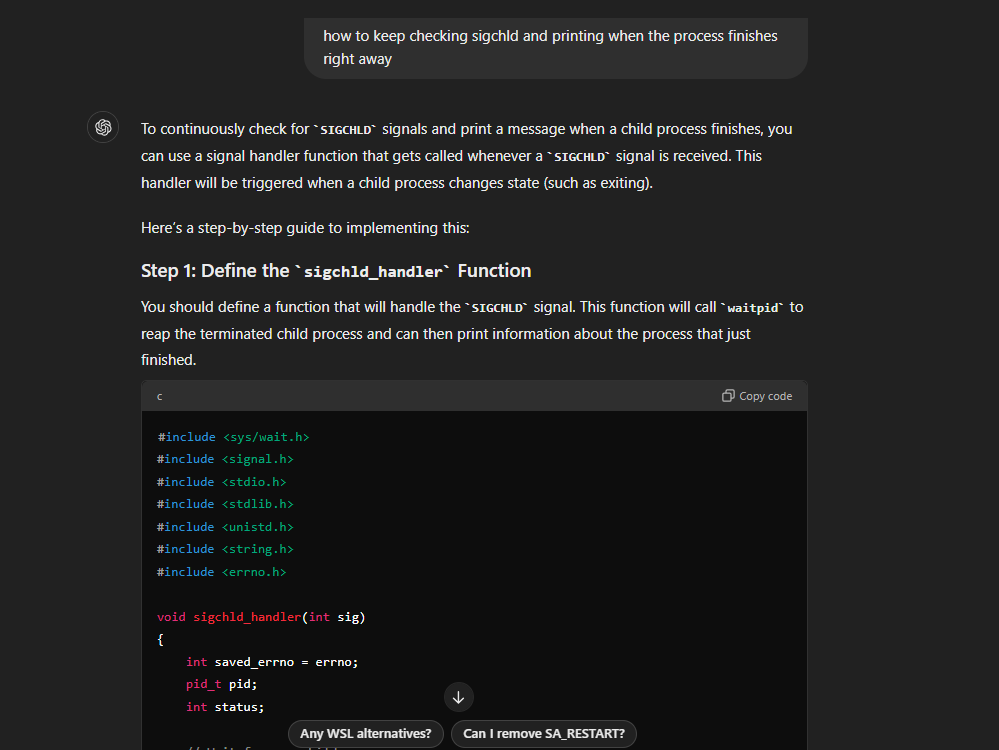 how to keep checking sigchld and printing when the process finishes
right away
To continuously check for `SIGCHLD` signals and print a message when a child process finishes, you
can use a signal handler function that gets called whenever a `SIGCHLD` signal is received. This
handler will be triggered when a child process changes state (such as exiting).
Here's a step-by-step guide to implementing this:
Step 1: Define the `sigchld_handler` Function
You should define a function that will handle the `SIGCHLD` signal. This function will call `waitpid` to
reap the terminated child process and can then print information about the process that just
finished.
c
Copy code
#include <sys/wait.h>
#include <signal.h>
#include <stdio.h>
#include <stdlib.h>
#include <unistd.h>
#include <string.h>
#include <errno.h>
void sigchld_handler(int sig)
{
int saved_errno = errno;
pid_t pid;
int status;
Any WSL alternatives?
Can I remove SA_RESTART?